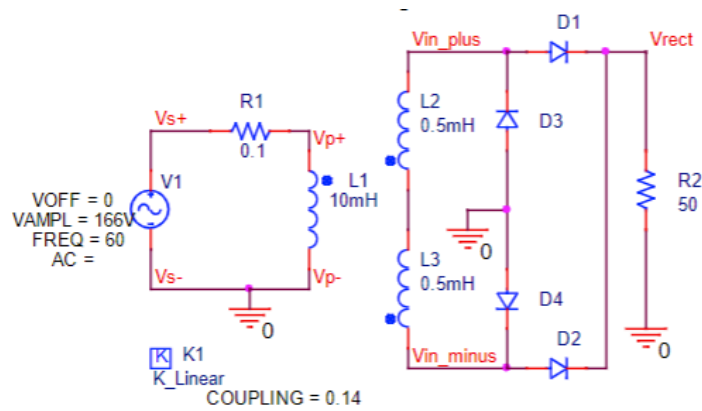 Vin_plus
D1
Vrect
Vs+
R1
0.1
Vp+
L2
0.5mH
D3
V1
L1
10mH
R2
50
VOFF = 0
VAMPL = 166V
FREQ = 60
AC =
0
L3
0.5mH
D4
Vs-
Vp-
0
0
Vin_minus
D2
K K1
K_Linear
COUPLING = 0.14